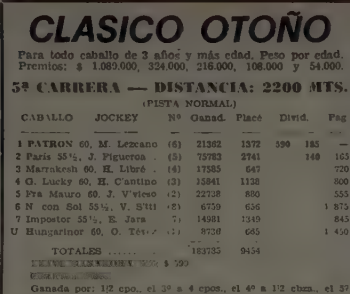 CLASICO OTOÑO
Para todo caballo de 3 años y más edad. Peso por edad.
Premios: $ 1.080.000, 324.000, 216.000, 108.000 y 54.000.
5ª CARRERA — DISTANCIA: 2200 MTS.
(PISTA NORMAL)
CABALLO JOCKEY Nº Ganad. Placé Divid. Pag
1 PATRON 60, M. Lezcano (6) 21362 1372 590 185 —
2 Paris 55½, J. Figueroa (5) 75783 2741 140 165
3 Marrakesh 60, H. Libré (4) 17585 647 720
4 G. Lucky 60, H. C'antino (3) 15841 1128 800
5 Fra Mauro 60, J. V'vieso (2) 22738 880 555
6 N con Sol 55½, V. S'tti 6759 656 1 875
7 Impostor 55½, E. Jara 14981 1349 845
U Hungarinor 60, O. 8736 685 1 450
TOTALES 183785 9454
Ganada por: 1/2 cpo., el 3º a 4 cpos., el 4º a 1'2 cbza., el 5º